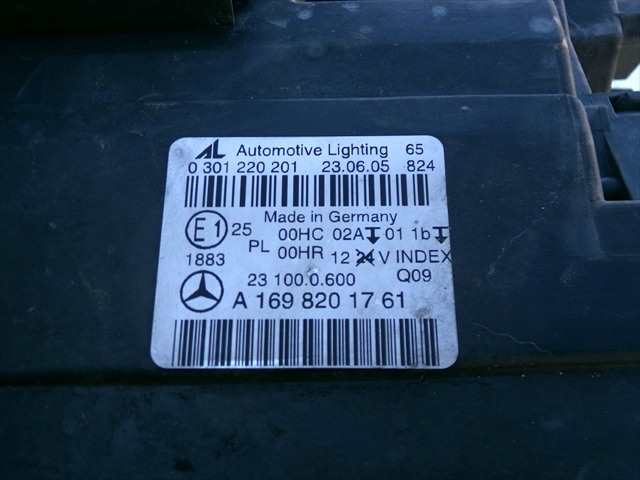 AL Automotive Lighting 65
0 301 220 201 23.06.05 824
Made in Germany
E1 25 00HC 02A 01 1b
PL 00HR 12 24 V INDEX
1883 23 100.0.600 Q09
A 169 820 17 61